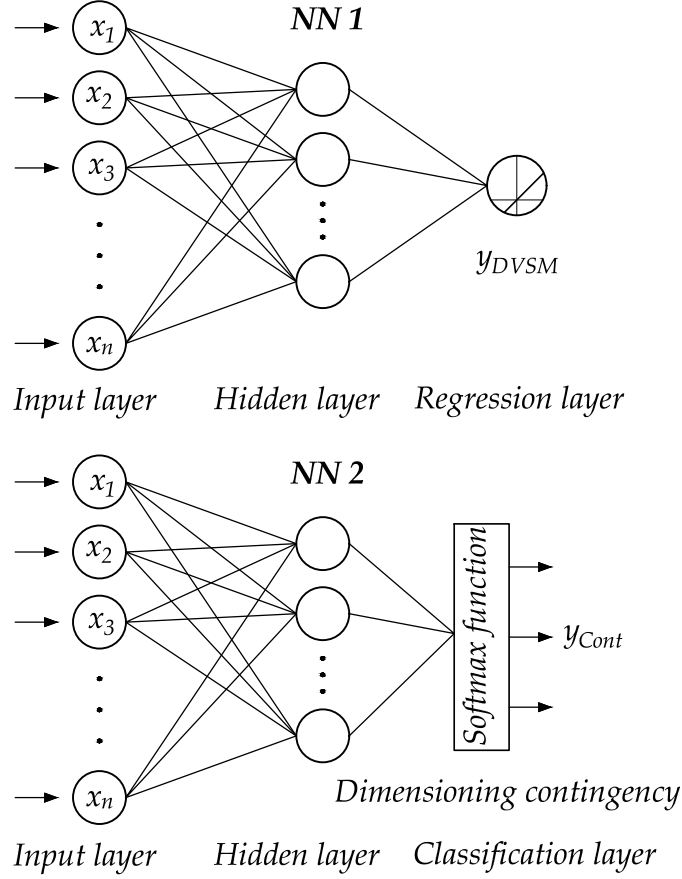 x1
NN 1
x2
x3
xn
yDVSM
Input layer Hidden layer Regression layer
x1
NN 2
x2
x3
xn
Softmax function
yCont
Dimensioning contingency
Input layer Hidden layer Classification layer